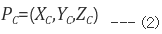 P_C=(X_C,Y_C,Z_C) ---(2)